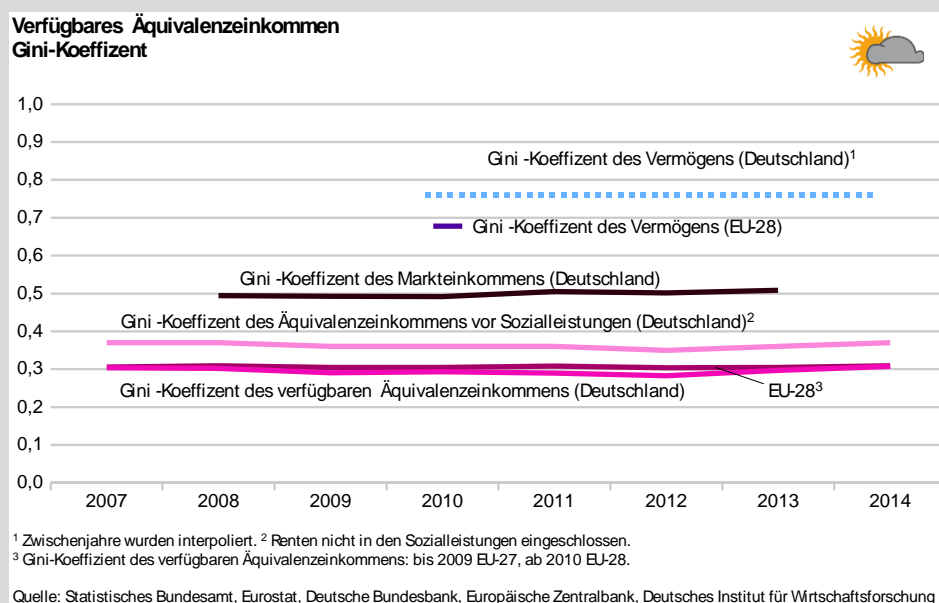 Verfügbares Äquivalenzeinkommen
Gini-Koeffizent
1,0
0,9
Gini -Koeffizent des Vermögens (Deutschland)¹
0,8
0,7
Gini -Koeffizent des Vermögens (EU-28)
0,6
Gini -Koeffizent des Markteinkommens (Deutschland)
0,5
Gini -Koeffizent des Äquivalenzeinkommens vor Sozialleistungen (Deutschland)²
0,4
0,3
Gini -Koeffizent des verfügbaren Äquivalenzeinkommens (Deutschland) EU-28³
0,2
0,1
0,0
2007 2008 2009 2010 2011 2012 2013 2014
¹ Zwischenjahre wurden interpoliert. ² Renten nicht in den Sozialleistungen eingeschlossen.
³ Gini-Koeffizient des verfügbaren Äquivalenzeinkommens: bis 2009 EU-27, ab 2010 EU-28.
Quelle: Statistisches Bundesamt, Eurostat, Deutsche Bundesbank, Europäische Zentralbank, Deutsches Institut für Wirtschaftsforschung